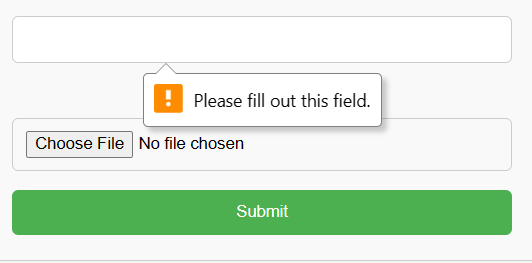 Please fill out this field.
Choose File No file chosen
Submit